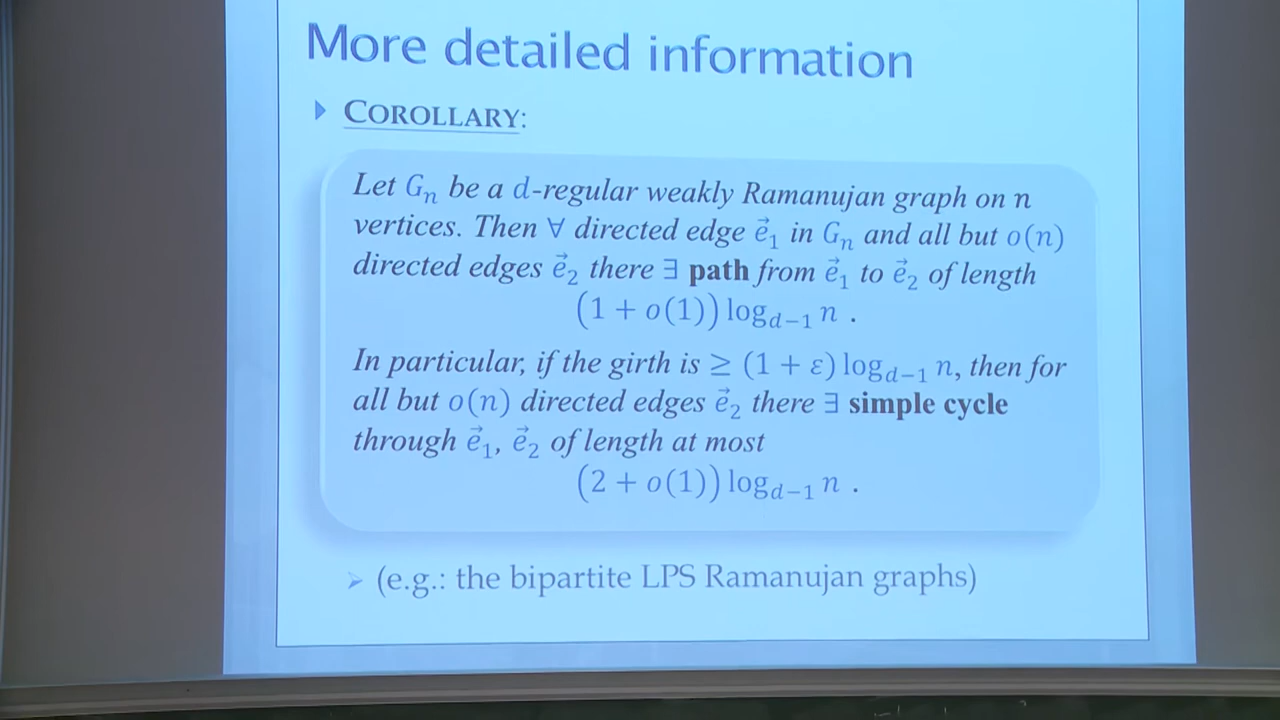 More detailed information
COROLLARY:
Let Gₙ be a d-regular weakly Ramanujan graph on n
vertices. Then ∀ directed edge e⃗₁ in Gₙ and all but o(n)
directed edges e⃗₂ there ∃ path from e⃗₁ to e⃗₂ of length
(1 + o(1)) log_{d−1} n .
In particular, if the girth is ≥ (1 + ε) log_{d−1} n, then for
all but o(n) directed edges e⃗₂ there ∃ simple cycle
through e⃗₁, e⃗₂ of length at most
(2 + o(1)) log_{d−1} n .
(e.g.: the bipartite LPS Ramanujan graphs)